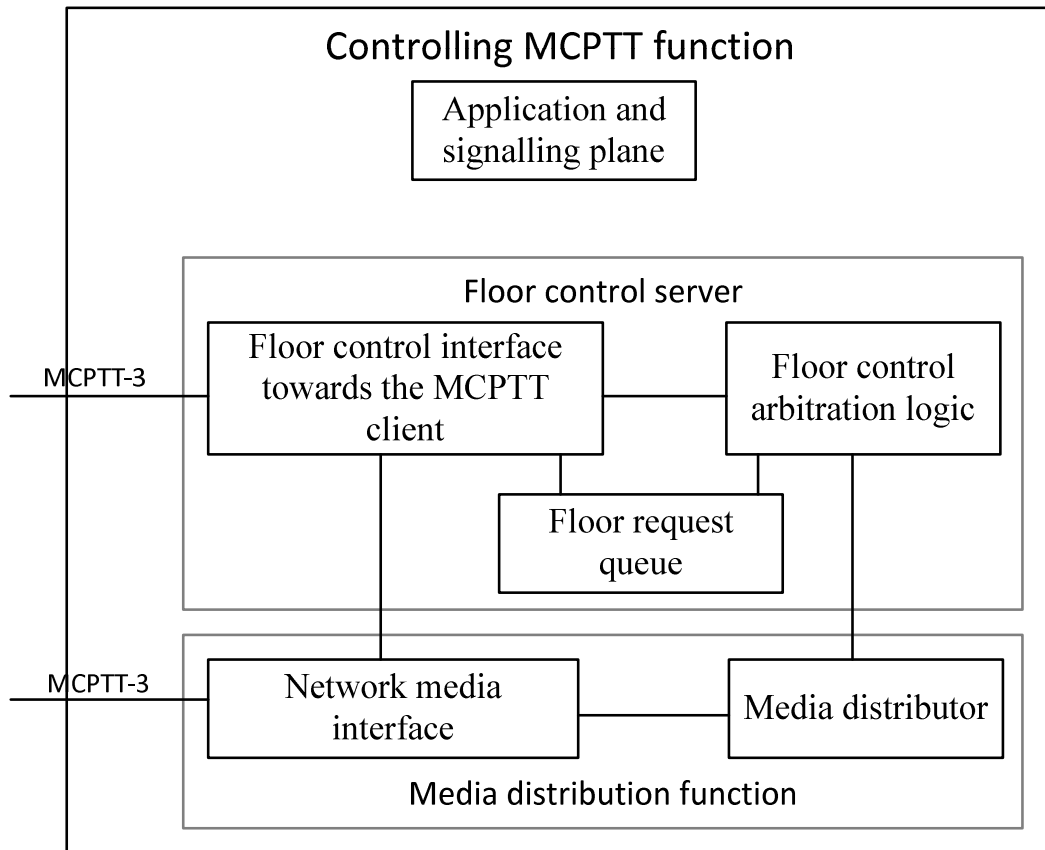 Controlling MCPTT function
Application and
signalling plane
Floor control server
Floor control interface
towards the MCPTT
client
Floor control
arbitration logic
MCPTT-3
Floor request
queue
MCPTT-3
Network media
interface
Media distributor
Media distribution function